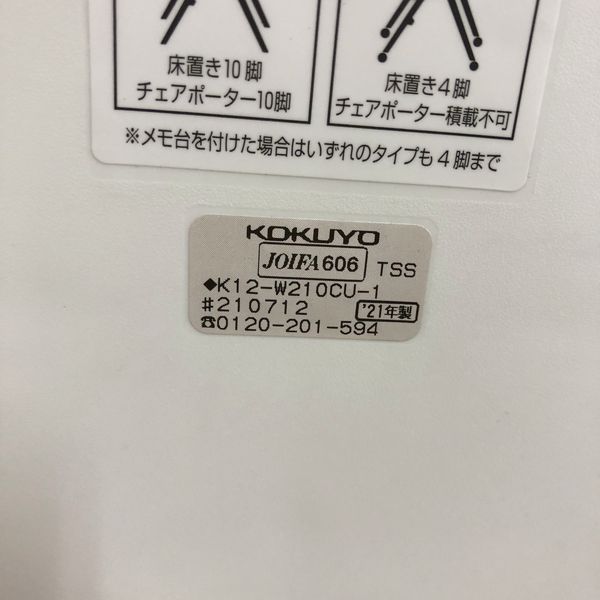 床置き10脚
チェアポーター10脚
床置き4脚
チェアポーター積載不可
※メモ台を付けた場合はいずれのタイプも4脚まで
KOKUYO
JOIFA606 TSS
◆K12-W210CU-1
#210712 '21年製
☎0120-201-594